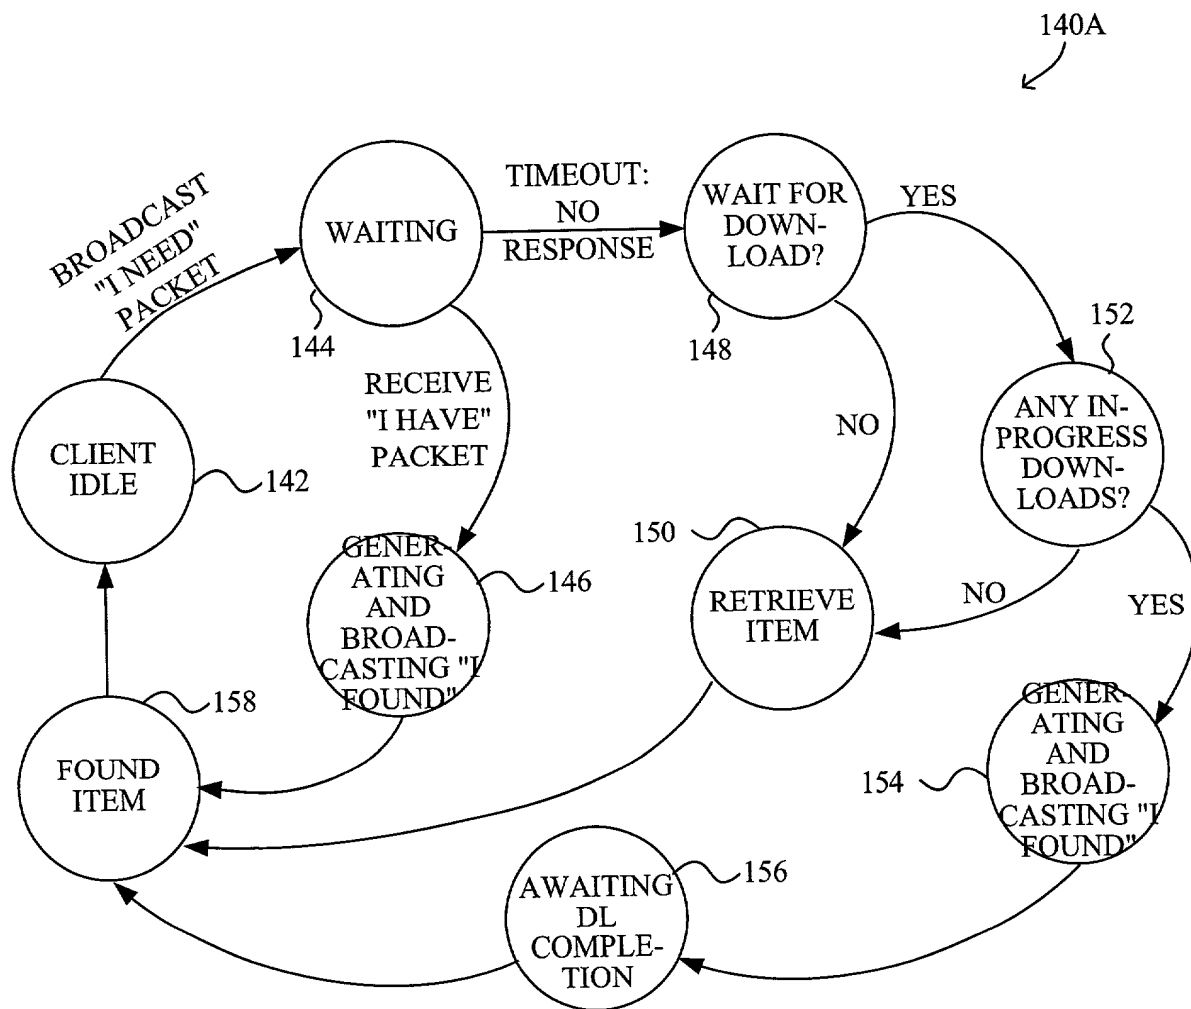 140A
BROADCAST
"I NEED"
PACKET
WAITING
144
TIMEOUT:
NO
RESPONSE
WAIT FOR
DOWN-
LOAD?
148
YES
152
ANY IN-
PROGRESS
DOWN-
LOADS?
RECEIVE
"I HAVE"
PACKET
NO
CLIENT
IDLE
142
150
RETRIEVE
ITEM
NO
YES
GENER-
ATING
AND
BROAD-
CASTING "I
FOUND"
146
158
FOUND
ITEM
154
GENER-
ATING
AND
BROAD-
CASTING "I
FOUND"
AWAITING
DL
COMPLE-
TION
156